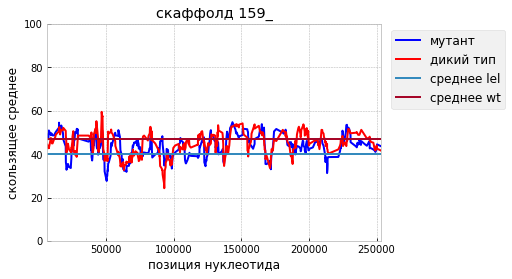 скаффолд 159_
100
80
60
40
20
0
50000
100000
150000
200000
250000
скользящее среднее
позиция нуклеотида
мутант
дикий тип
среднее lel
среднее wt